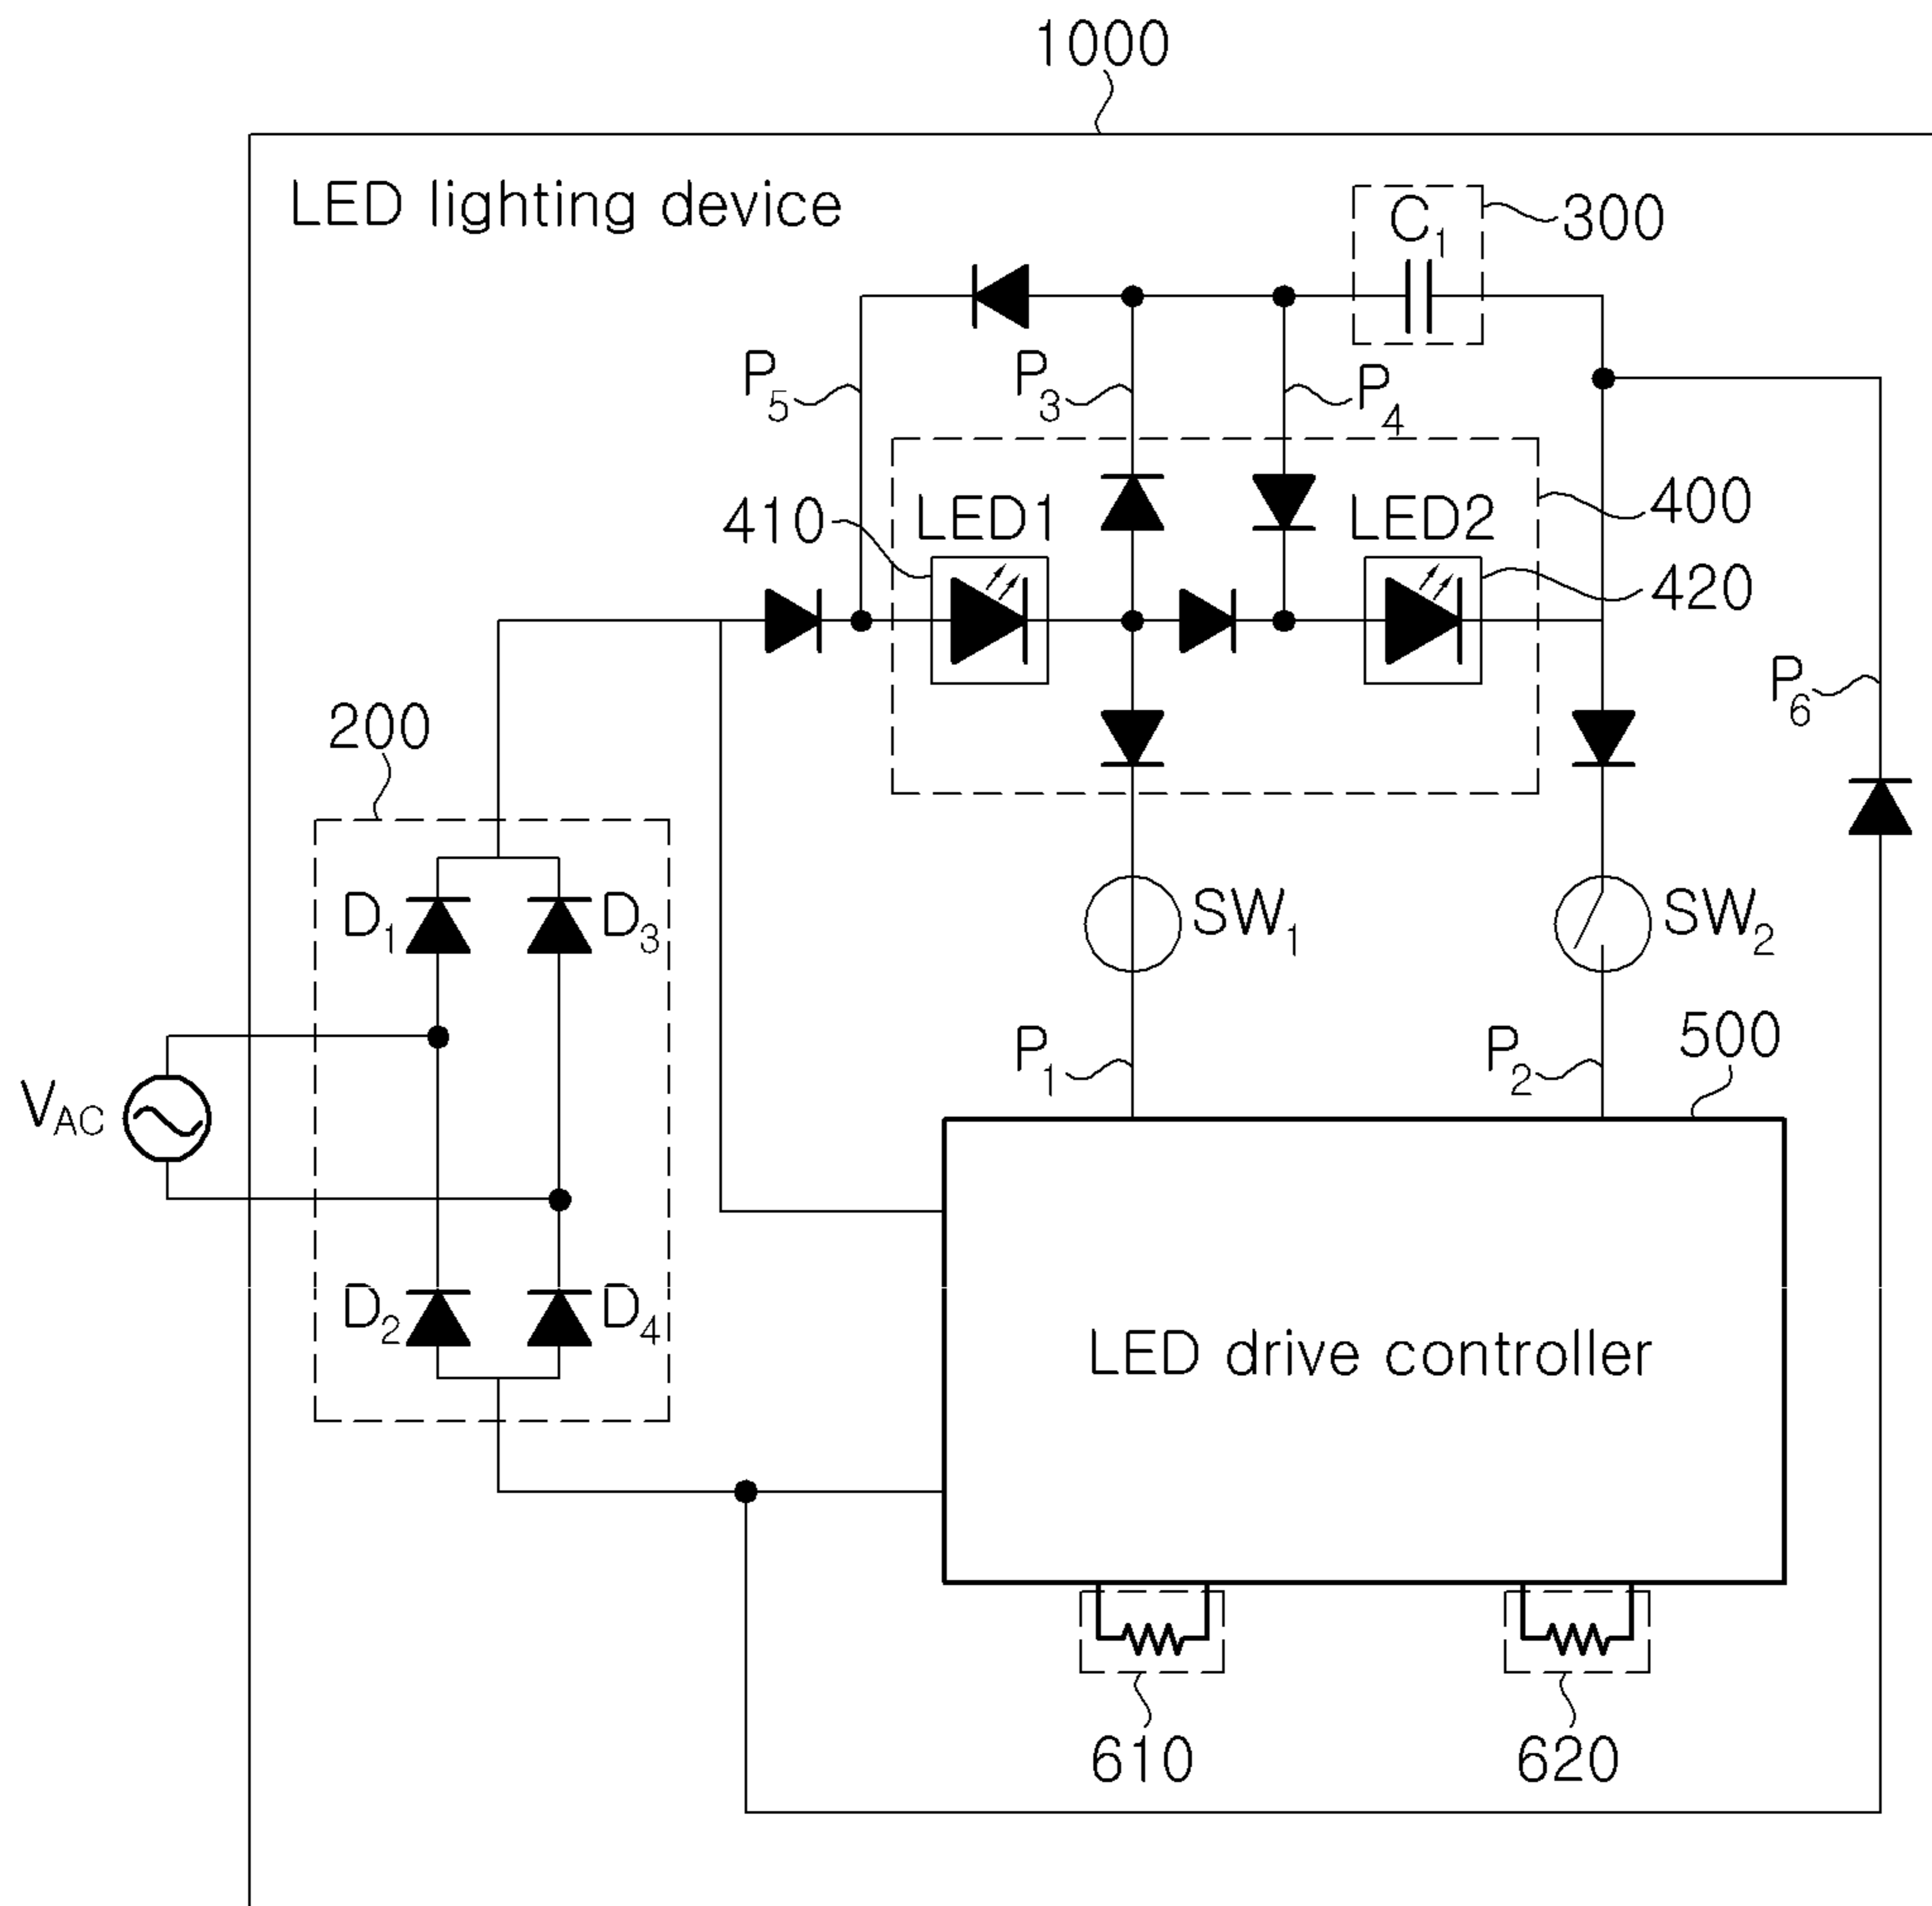 1000
LED lighting device
C1
300
P5
P3
P4
410
LED1
LED2
400
420
P6
200
D1
D3
SW1
SW2
P1
P2
500
VAC
D2
D4
LED drive controller
610
620